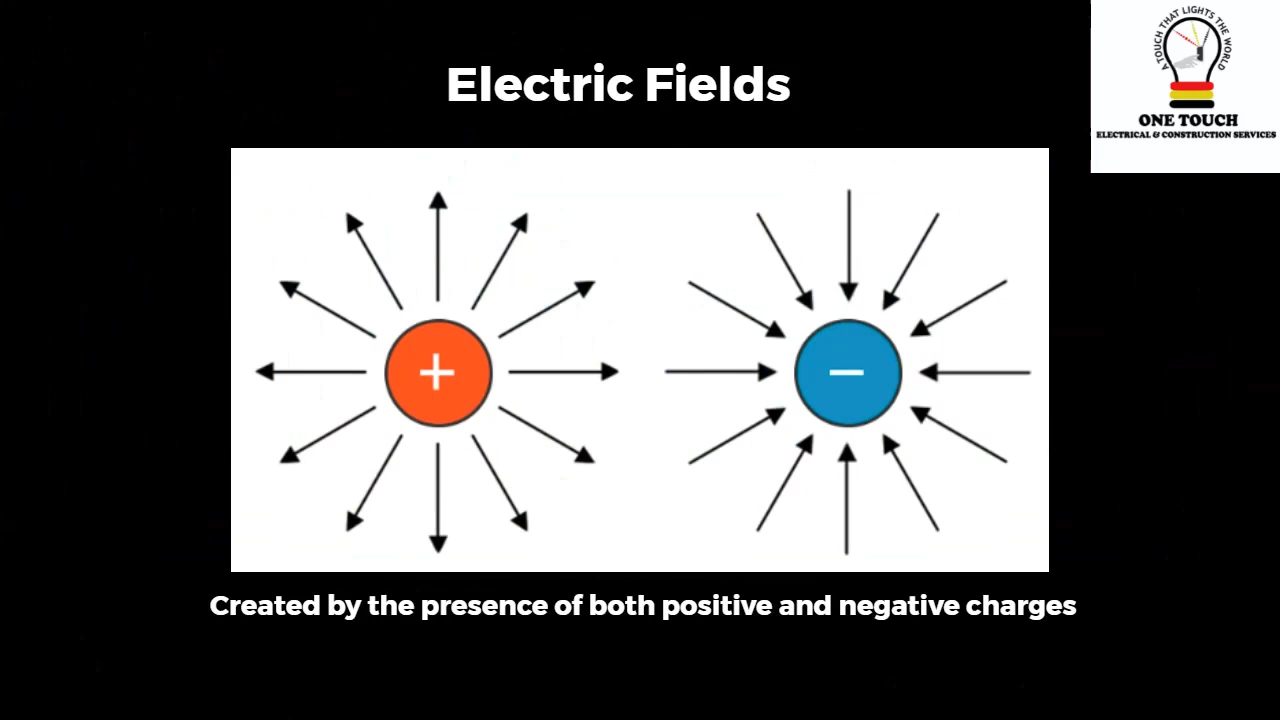 Electric Fields
A TOUCH THAT LIGHTS THE WORLD
ONE TOUCH
ELECTRICAL & CONSTRUCTION SERVICES
+
−
Created by the presence of both positive and negative charges